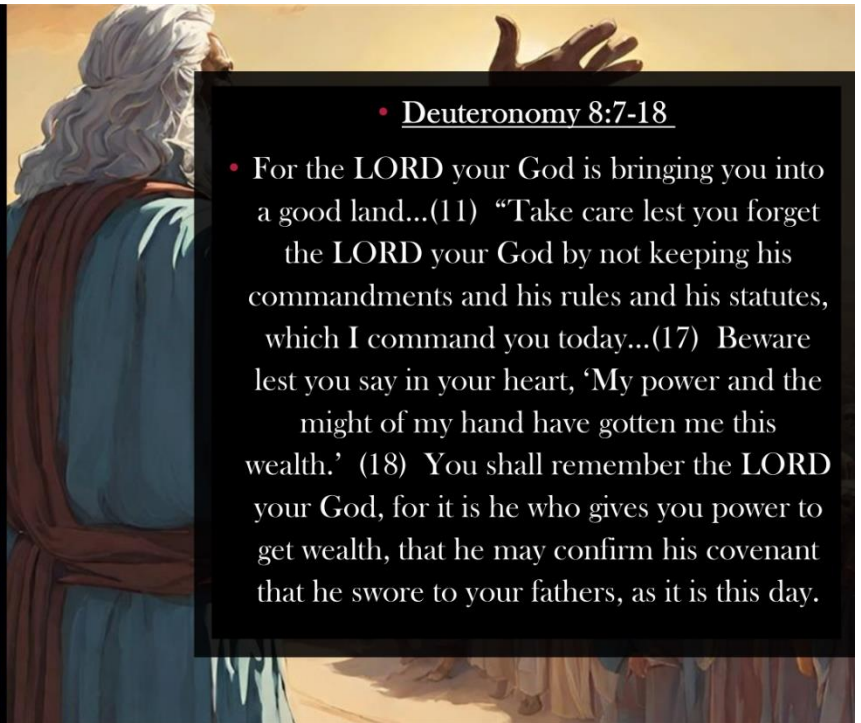 • Deuteronomy 8:7-18
• For the LORD your God is bringing you into
a good land...(11) “Take care lest you forget
the LORD your God by not keeping his
commandments and his rules and his statutes,
which I command you today...(17) Beware
lest you say in your heart, ‘My power and the
might of my hand have gotten me this
wealth.’ (18) You shall remember the LORD
your God, for it is he who gives you power to
get wealth, that he may confirm his covenant
that he swore to your fathers, as it is this day.